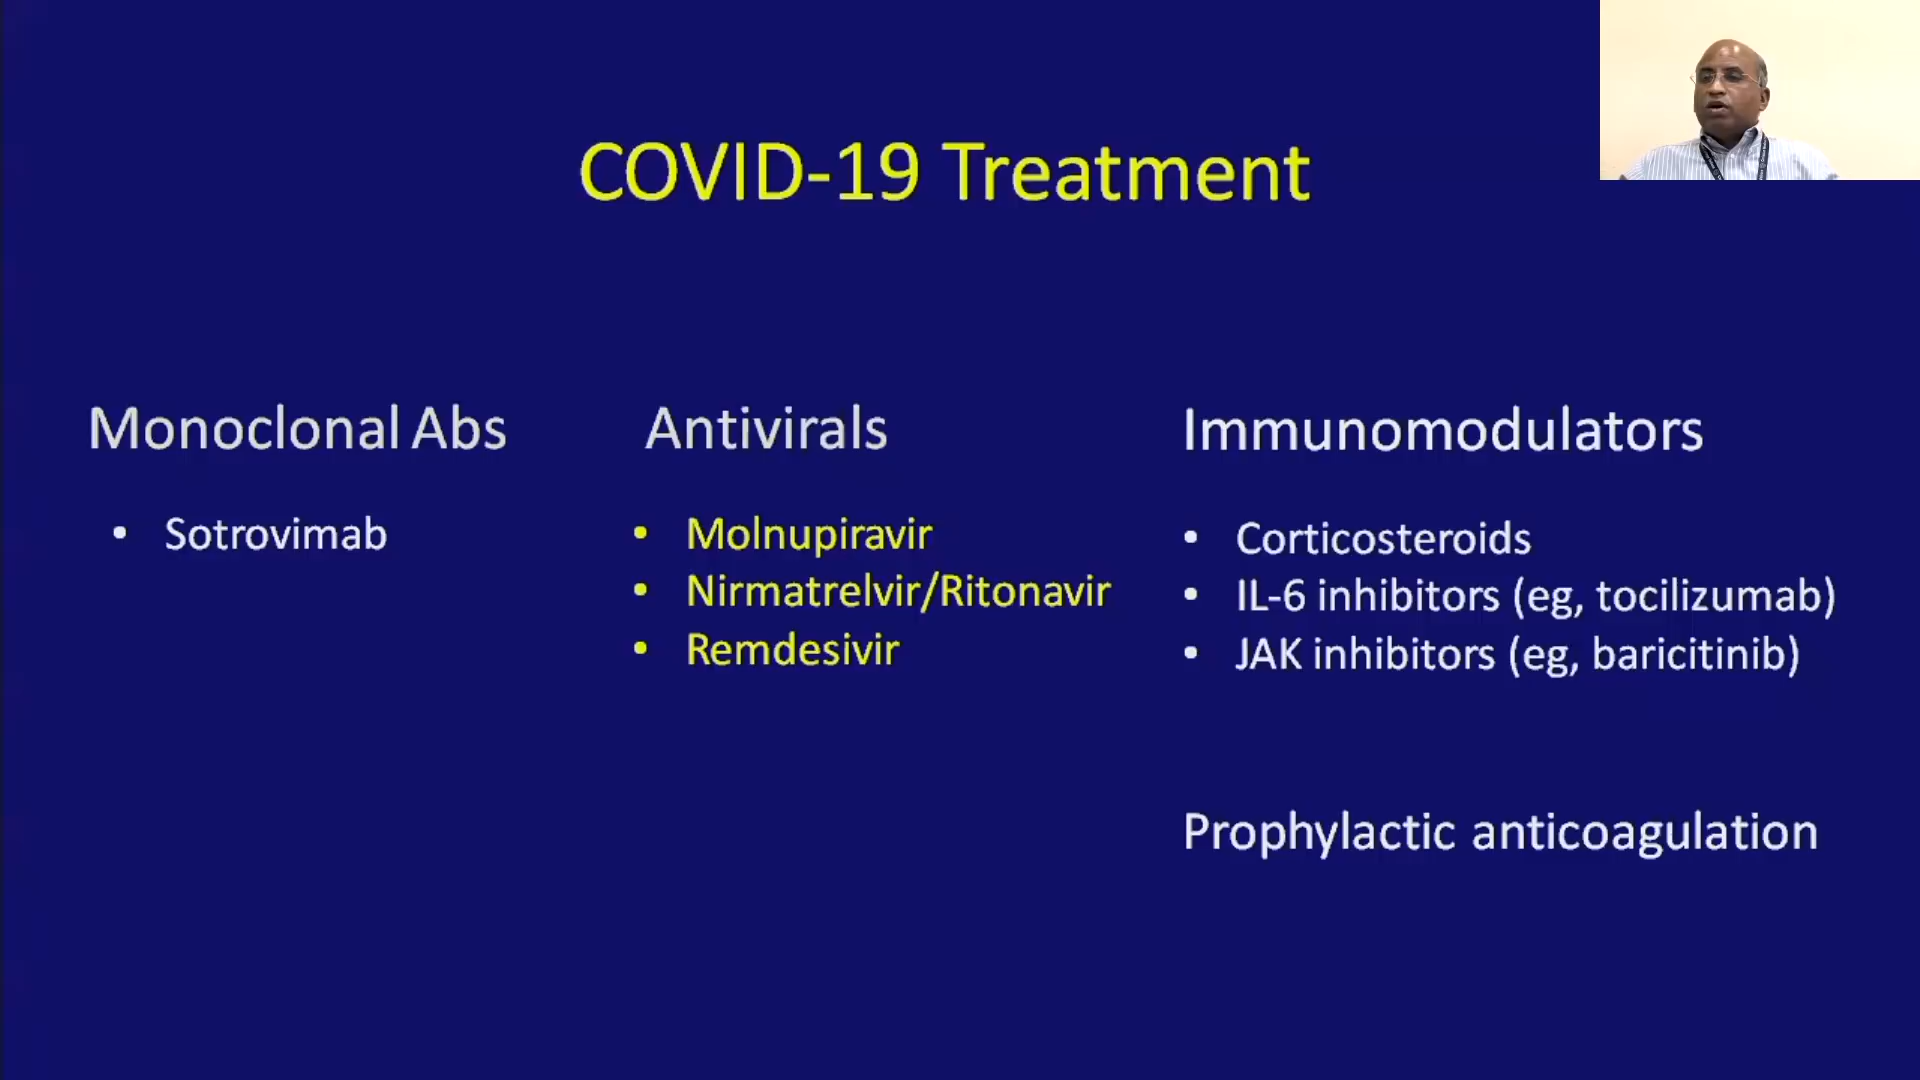 COVID-19 Treatment
Monoclonal Abs
• Sotrovimab
Antivirals
• Molnupiravir
• Nirmatrelvir/Ritonavir
• Remdesivir
Immunomodulators
• Corticosteroids
• IL-6 inhibitors (eg, tocilizumab)
• JAK inhibitors (eg, baricitinib)
Prophylactic anticoagulation